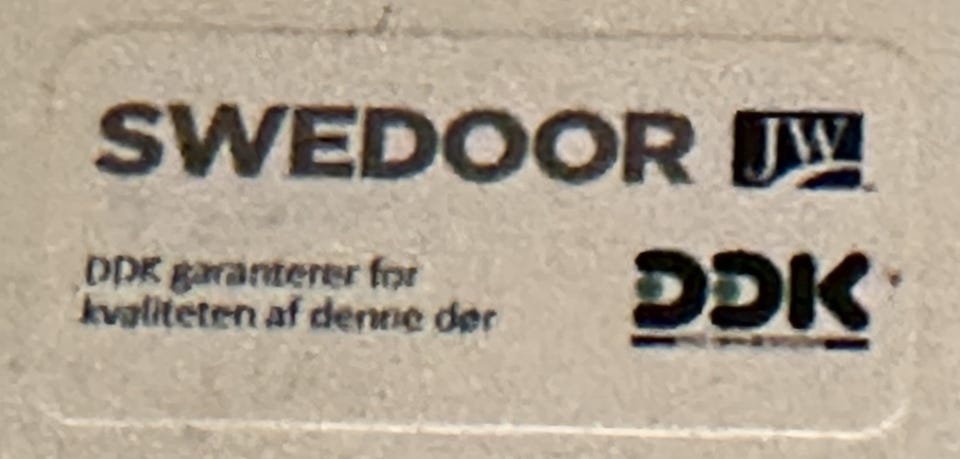 SWEDOOR JW
DDK garanterer for
kvaliteten af denne dør
DDK